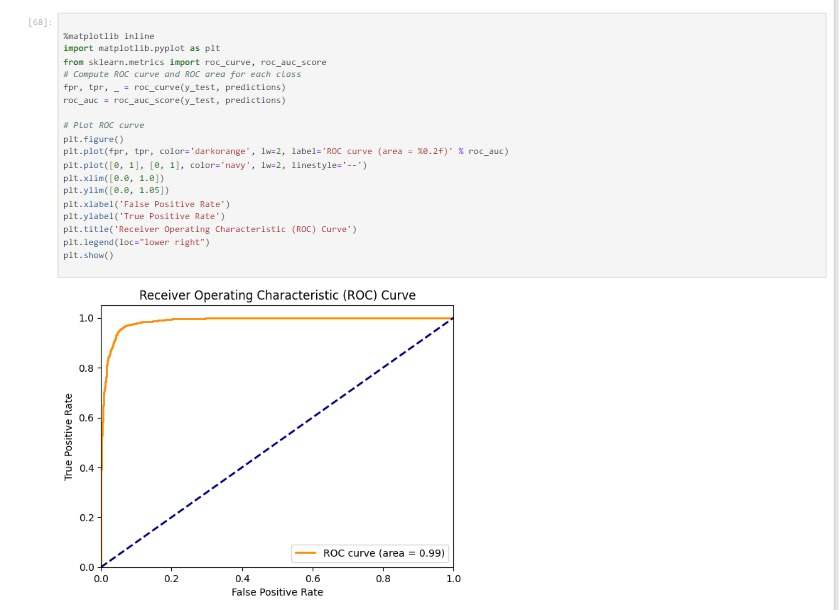 [68]:
%matplotlib inline
import matplotlib.pyplot as plt
from sklearn.metrics import roc_curve, roc_auc_score
# Compute ROC curve and ROC area for each class
fpr, tpr, _ = roc_curve(y_test, predictions)
roc_auc = roc_auc_score(y_test, predictions)
# Plot ROC curve
plt.figure()
plt.plot(fpr, tpr, color='darkorange', lw=2, label='ROC curve (area = %0.2f)' % roc_auc)
plt.plot([0, 1], [0, 1], color='navy', lw=2, linestyle='--')
plt.xlim([0.0, 1.0])
plt.ylim([0.0, 1.05])
plt.xlabel('False Positive Rate')
plt.ylabel('True Positive Rate')
plt.title('Receiver Operating Characteristic (ROC) Curve')
plt.legend(loc="lower right")
plt.show()
Receiver Operating Characteristic (ROC) Curve
1.0
0.8
0.6
0.4
0.2
0.0
True Positive Rate
ROC curve (area = 0.99)
0.0 0.2 0.4 0.6 0.8 1.0
False Positive Rate